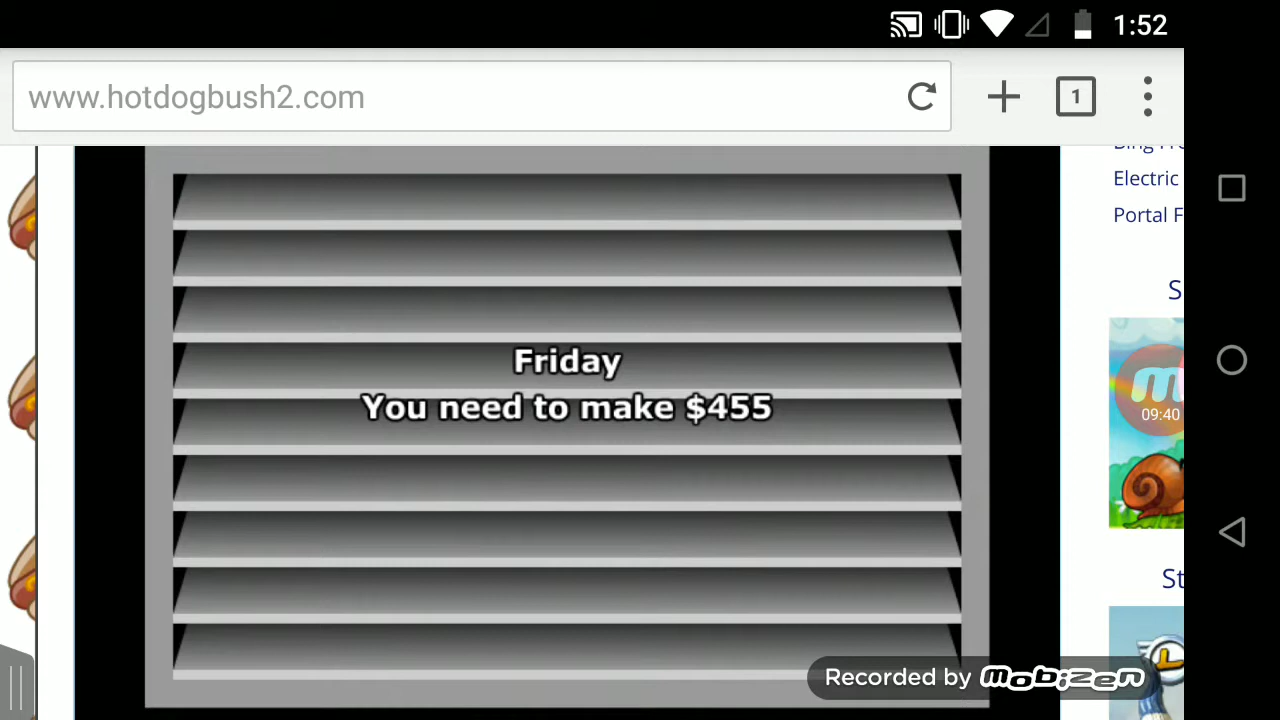 1:52
www.hotdogbush2.com
1
Electric
Portal F
S
Friday
You need to make $455
09:40
St
L
Recorded by mobizen